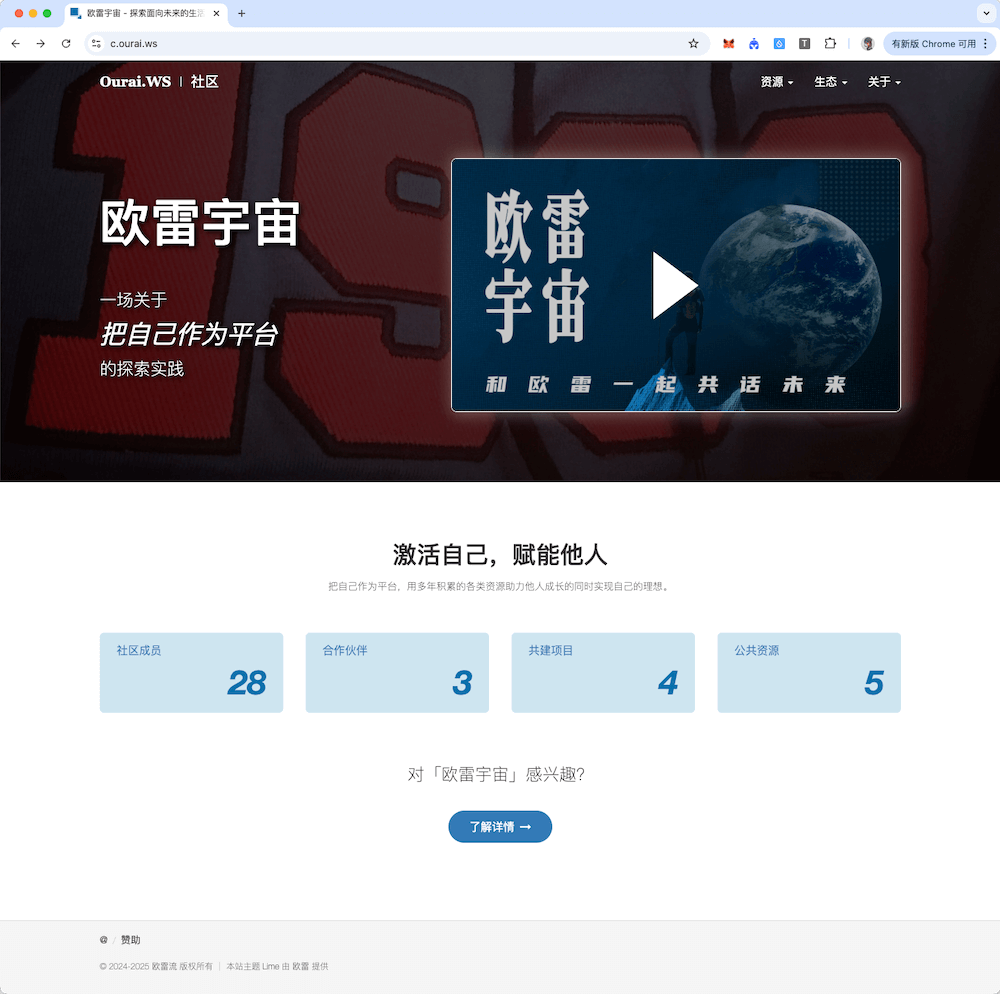 欧雷宇宙 - 探索面向未来的生活
c.ourai.ws
有新版 Chrome 可用
Ourai.WS | 社区
资源
生态
关于
欧雷宇宙
一场关于
把自己作为平台
的探索实践
欧雷
宇宙
和欧雷一起共话未来
激活自己，赋能他人
把自己作为平台，用多年积累的各类资源助力他人成长的同时实现自己的理想。
社区成员
28
合作伙伴
3
共建项目
4
公共资源
5
对「欧雷宇宙」感兴趣?
了解详情 →
@ / 赞助
© 2024-2025 欧雷流 版权所有 | 本站主题 Lime 由 欧雷 提供